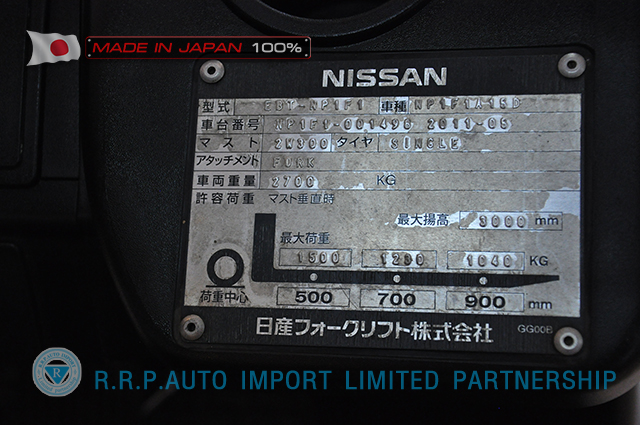 MADE IN JAPAN 100%
NISSAN
型式 EBT-NP1F1 車種 NP1F1A15D
車台番号 NP1F1-001496 2011-05
マスト 2W300 タイヤ SINGLE
アタッチメント FORK
車両重量 2700 KG
許容荷重 マスト垂直時
最大揚高 3000 mm
最大荷重
1500 1230 1040 KG
荷重中心 500 700 900 mm
日産フォークリフト株式会社 GG00E
R.R.P.AUTO IMPORT LIMITED PARTNERSHIP